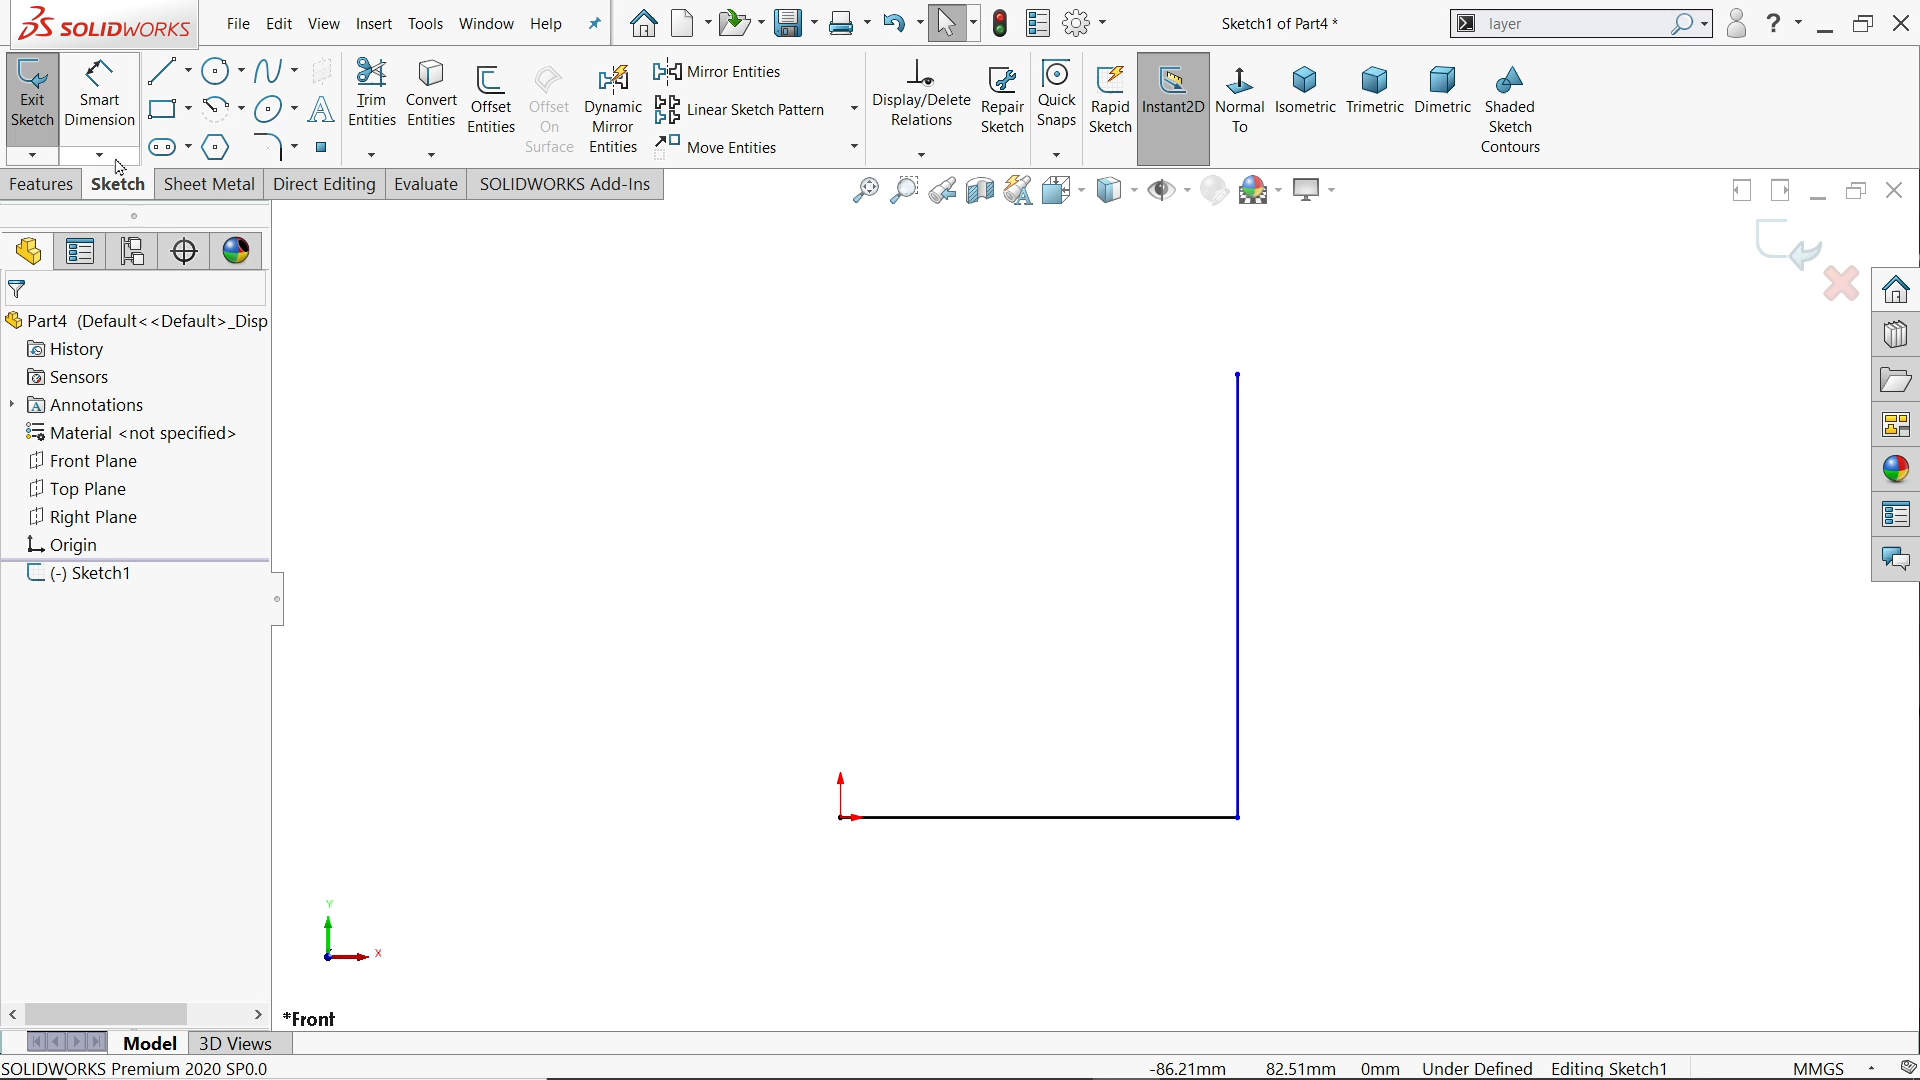 SOLIDWORKS
File Edit View Insert Tools Window Help
Sketch1 of Part4 *
layer
Exit Sketch
Smart Dimension
Trim Entities
Convert Entities
Offset Entities
Offset On Surface
Dynamic Mirror Entities
Mirror Entities
Linear Sketch Pattern
Move Entities
Display/Delete Relations
Repair Sketch
Quick Snaps
Rapid Sketch
Instant2D
Normal To
Isometric
Trimetric
Dimetric
Shaded Sketch Contours
Features Sketch Sheet Metal Direct Editing Evaluate SOLIDWORKS Add-Ins
Part4 (Default<<Default>_Disp
History
Sensors
Annotations
Material <not specified>
Front Plane
Top Plane
Right Plane
Origin
(-) Sketch1
Y
X
*Front
Model 3D Views
SOLIDWORKS Premium 2020 SP0.0
-86.21mm 82.51mm 0mm Under Defined Editing Sketch1 MMGS